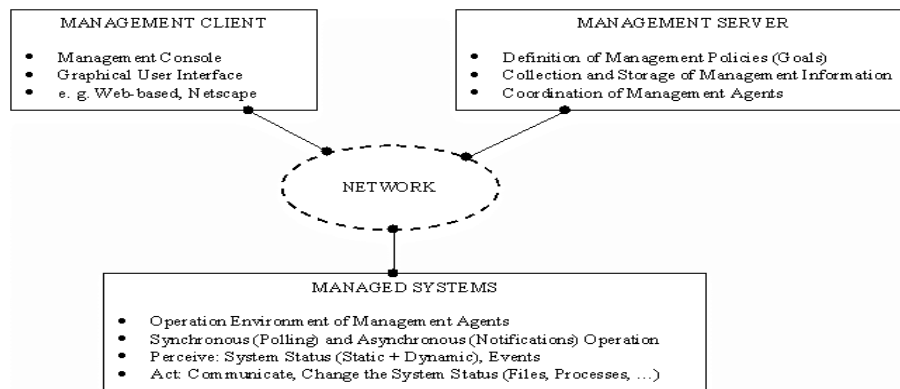 MANAGEMENT CLIENT
• Management Console
• Graphical User Interface
• e. g. Web-based, Netscape
MANAGEMENT SERVER
• Definition of Management Policies (Goals)
• Collection and Storage of Management Information
• Coordination of Management Agents
NETWORK
MANAGED SYSTEMS
• Operation Environment of Management Agents
• Synchronous (Polling) and Asynchronous (Notifications) Operation
• Perceive: System Status (Static + Dynamic), Events
• Act: Communicate, Change the System Status (Files, Processes, ...)